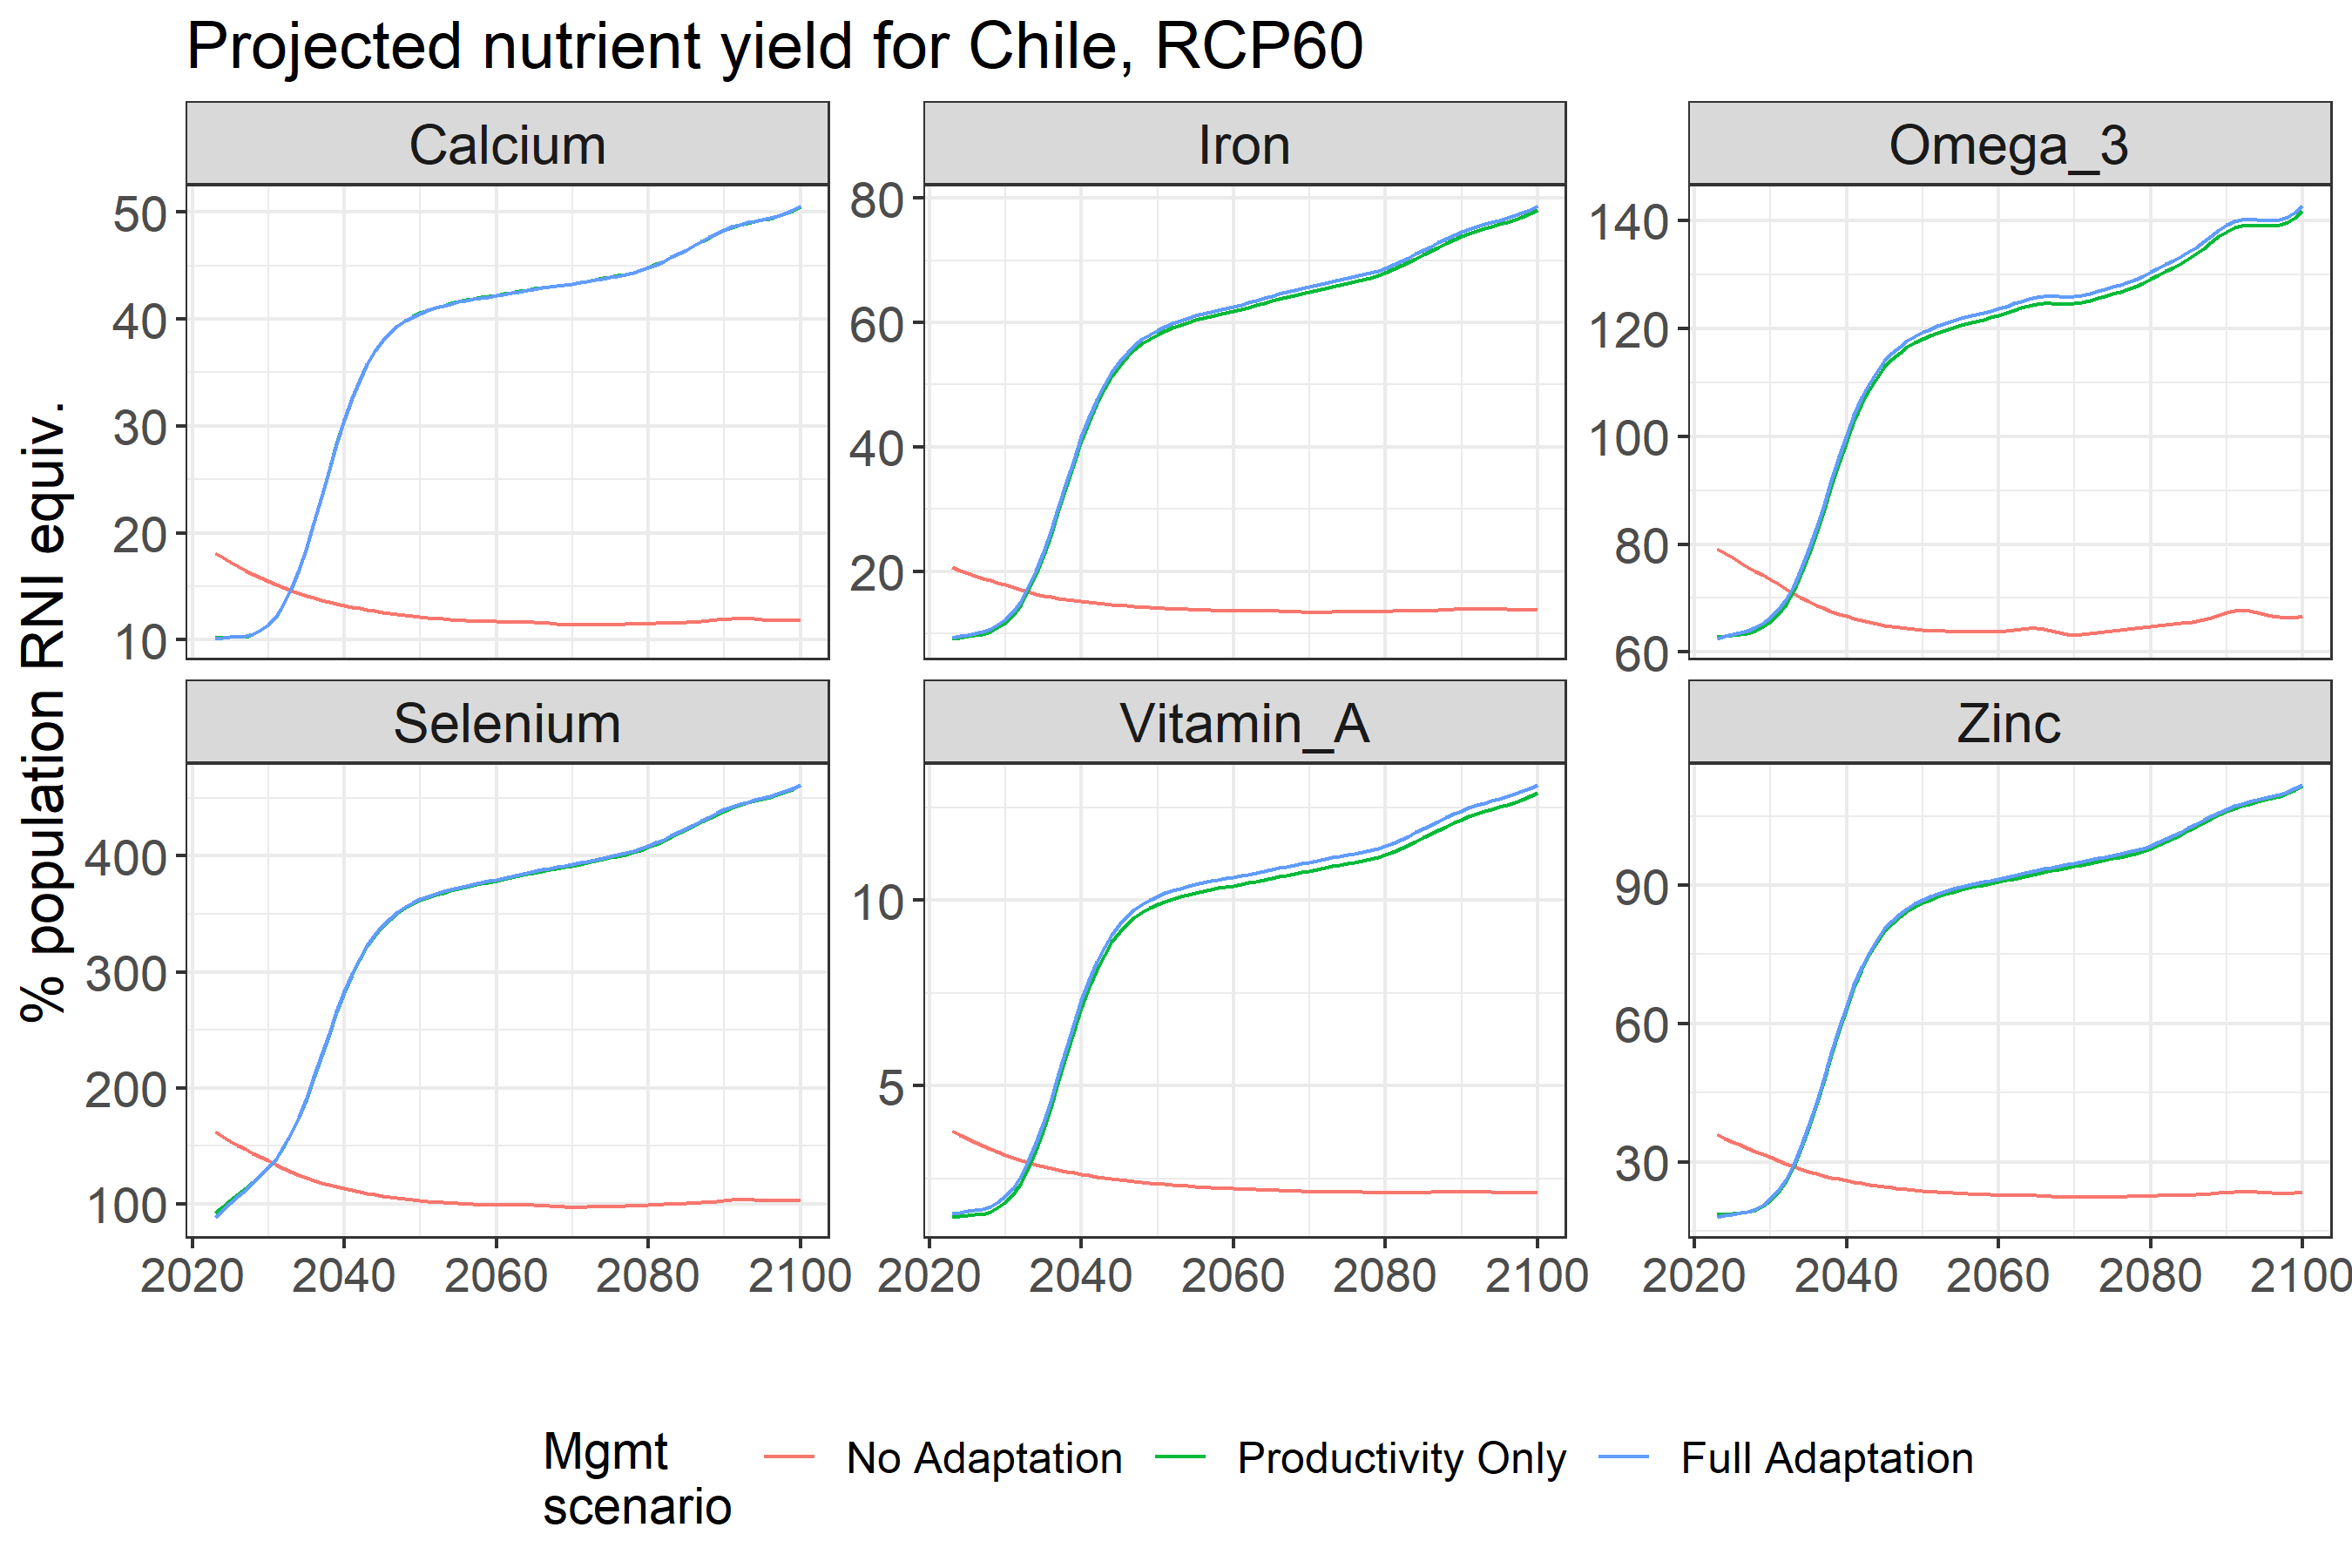 Projected nutrient yield for Chile, RCP60
Calcium
Iron
Omega_3
50
40
30
20
10
80
60
40
20
140
120
100
80
60
% population RNI equiv.
Selenium
Vitamin_A
Zinc
400
300
200
100
10
5
90
60
30
2020 2040 2060 2080 2100
2020 2040 2060 2080 2100
2020 2040 2060 2080 2100
Mgmt
scenario
No Adaptation
Productivity Only
Full Adaptation